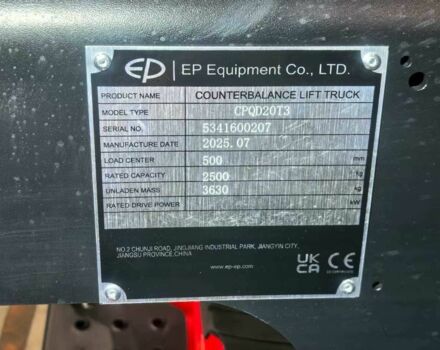 EP | EP Equipment Co., LTD.
PRODUCT NAME COUNTERBALANCE LIFT TRUCK
MODEL TYPE CPQD20T3
SERIAL NO. 5341600207
MANUFACTURE DATE 2025.07
LOAD CENTER 500 mm
RATED CAPACITY 2500 kg
UNLADEN MASS 3630 kg
RATED DRIVE POWER kW
NO.2 CHUNJI ROAD, JINGJIANG INDUSTRIAL PARK, JIANGYIN CITY,
JIANGSU PROVINCE,CHINA
www.ep-ep.com
UK
CA CE